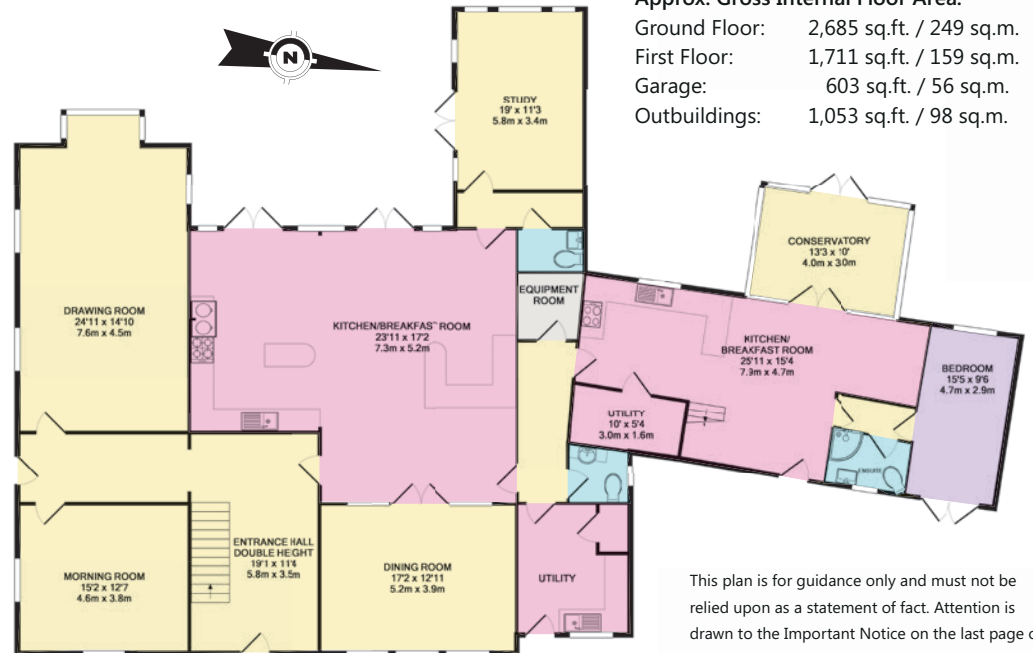 Approx. Gross Internal Floor Area:
Ground Floor: 2,685 sq.ft. / 249 sq.m.
First Floor: 1,711 sq.ft. / 159 sq.m.
Garage: 603 sq.ft. / 56 sq.m.
Outbuildings: 1,053 sq.ft. / 98 sq.m.
N
STUDY
19' x 11'3
5.8m x 3.4m
DRAWING ROOM
24'11 x 14'10
7.6m x 4.5m
KITCHEN/BREAKFAST ROOM
23'11 x 17'2
7.3m x 5.2m
EQUIPMENT
ROOM
CONSERVATORY
13'3 x 10'
4.0m x 3.0m
KITCHEN/
BREAKFAST ROOM
25'11 x 15'4
7.9m x 4.7m
BEDROOM
15'5 x 9'6
4.7m x 2.9m
UTILITY
10' x 5'4
3.0m x 1.6m
ENSUITE
ENTRANCE HALL
DOUBLE HEIGHT
19'1 x 11'4
5.8m x 3.5m
MORNING ROOM
15'2 x 12'7
4.6m x 3.8m
DINING ROOM
17'2 x 12'11
5.2m x 3.9m
UTILITY
This plan is for guidance only and must not be
relied upon as a statement of fact. Attention is
drawn to the Important Notice on the last page